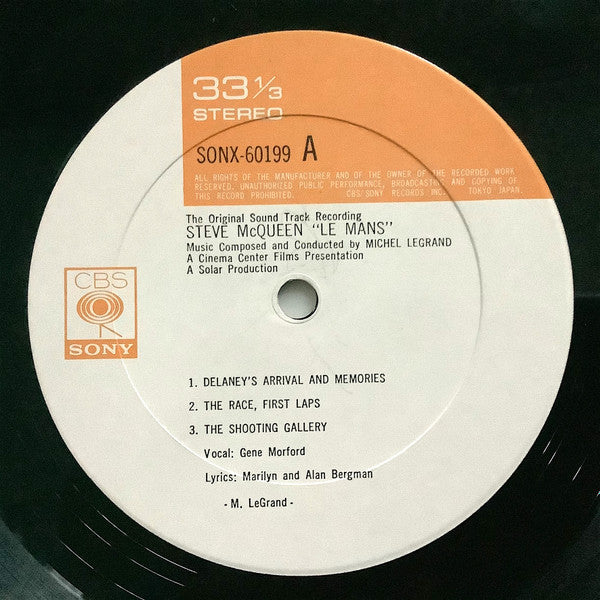 33 1/3
STEREO
SONX-60199 A
ALL RIGHTS OF THE MANUFACTURER AND OF THE OWNER OF THE RECORDED WORK
RESERVED. UNAUTHORIZED PUBLIC PERFORMANCE, BROADCASTING AND COPYING OF
THIS RECORD PROHIBITED. CBS/SONY RECORDS INC. TOKYO JAPAN.
The Original Sound Track Recording
STEVE McQUEEN "LE MANS"
Music Composed and Conducted by MICHEL LEGRAND
A Cinema Center Films Presentation
A Solar Production
CBS
SONY
1. DELANEY'S ARRIVAL AND MEMORIES
2. THE RACE, FIRST LAPS
3. THE SHOOTING GALLERY
Vocal: Gene Morford
Lyrics: Marilyn and Alan Bergman
- M. LeGrand -